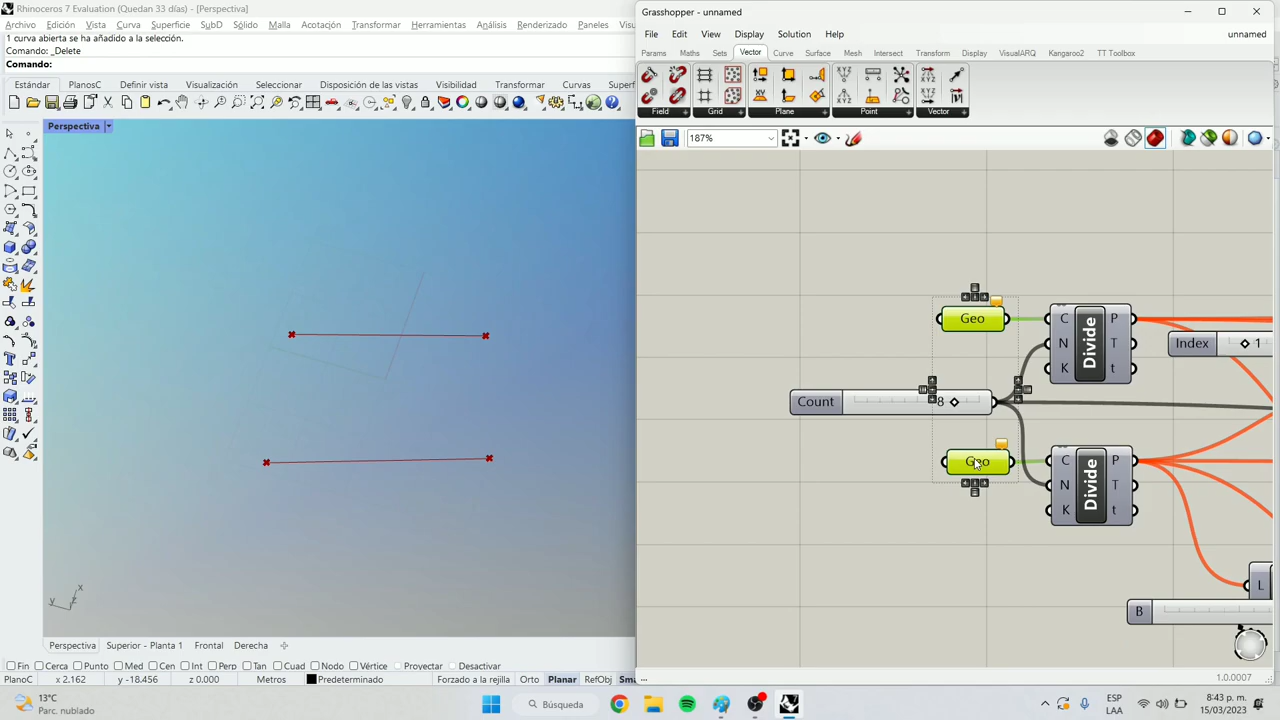 Rhinoceros 7 Evaluation (Quedan 33 días) - [Perspectiva]
Archivo Edición Vista Curva Superficie SubD Sólido Malla Acotación Transformar Herramientas Análisis Renderizado Paneles
1 curva abierta se ha añadido a la selección.
Comando: _Delete
Comando:
Estándar PlanosC Definir vista Visualización Seleccionar Disposición de las vistas Visibilidad Transformar Curvas
Perspectiva
x
y
z
Perspectiva Superior - Planta 1 Frontal Derecha
Fin Cerca Punto Med Cen Int Perp Tan Cuad Nodo Vértice Proyectar Desactivar
PlanoC x 2.162 y -18.456 z 0.000 Metros Predeterminado Forzado a la rejilla Orto Planar RefObj
Grasshopper - unnamed
File Edit View Display Solution Help unnamed
Params Maths Sets Vector Curve Surface Mesh Intersect Transform Display VisualARQ Kangaroo2 TT Toolbox
Field Grid Plane Point Vector
187%
Geo
C N K Divide P T t
Index 1
Count 8
Geo
C N K Divide P T t
L
B
... 1.0.0007
13°C
Parc. nublado
Búsqueda
ESP
LAA
8:43 p. m.
15/03/2023